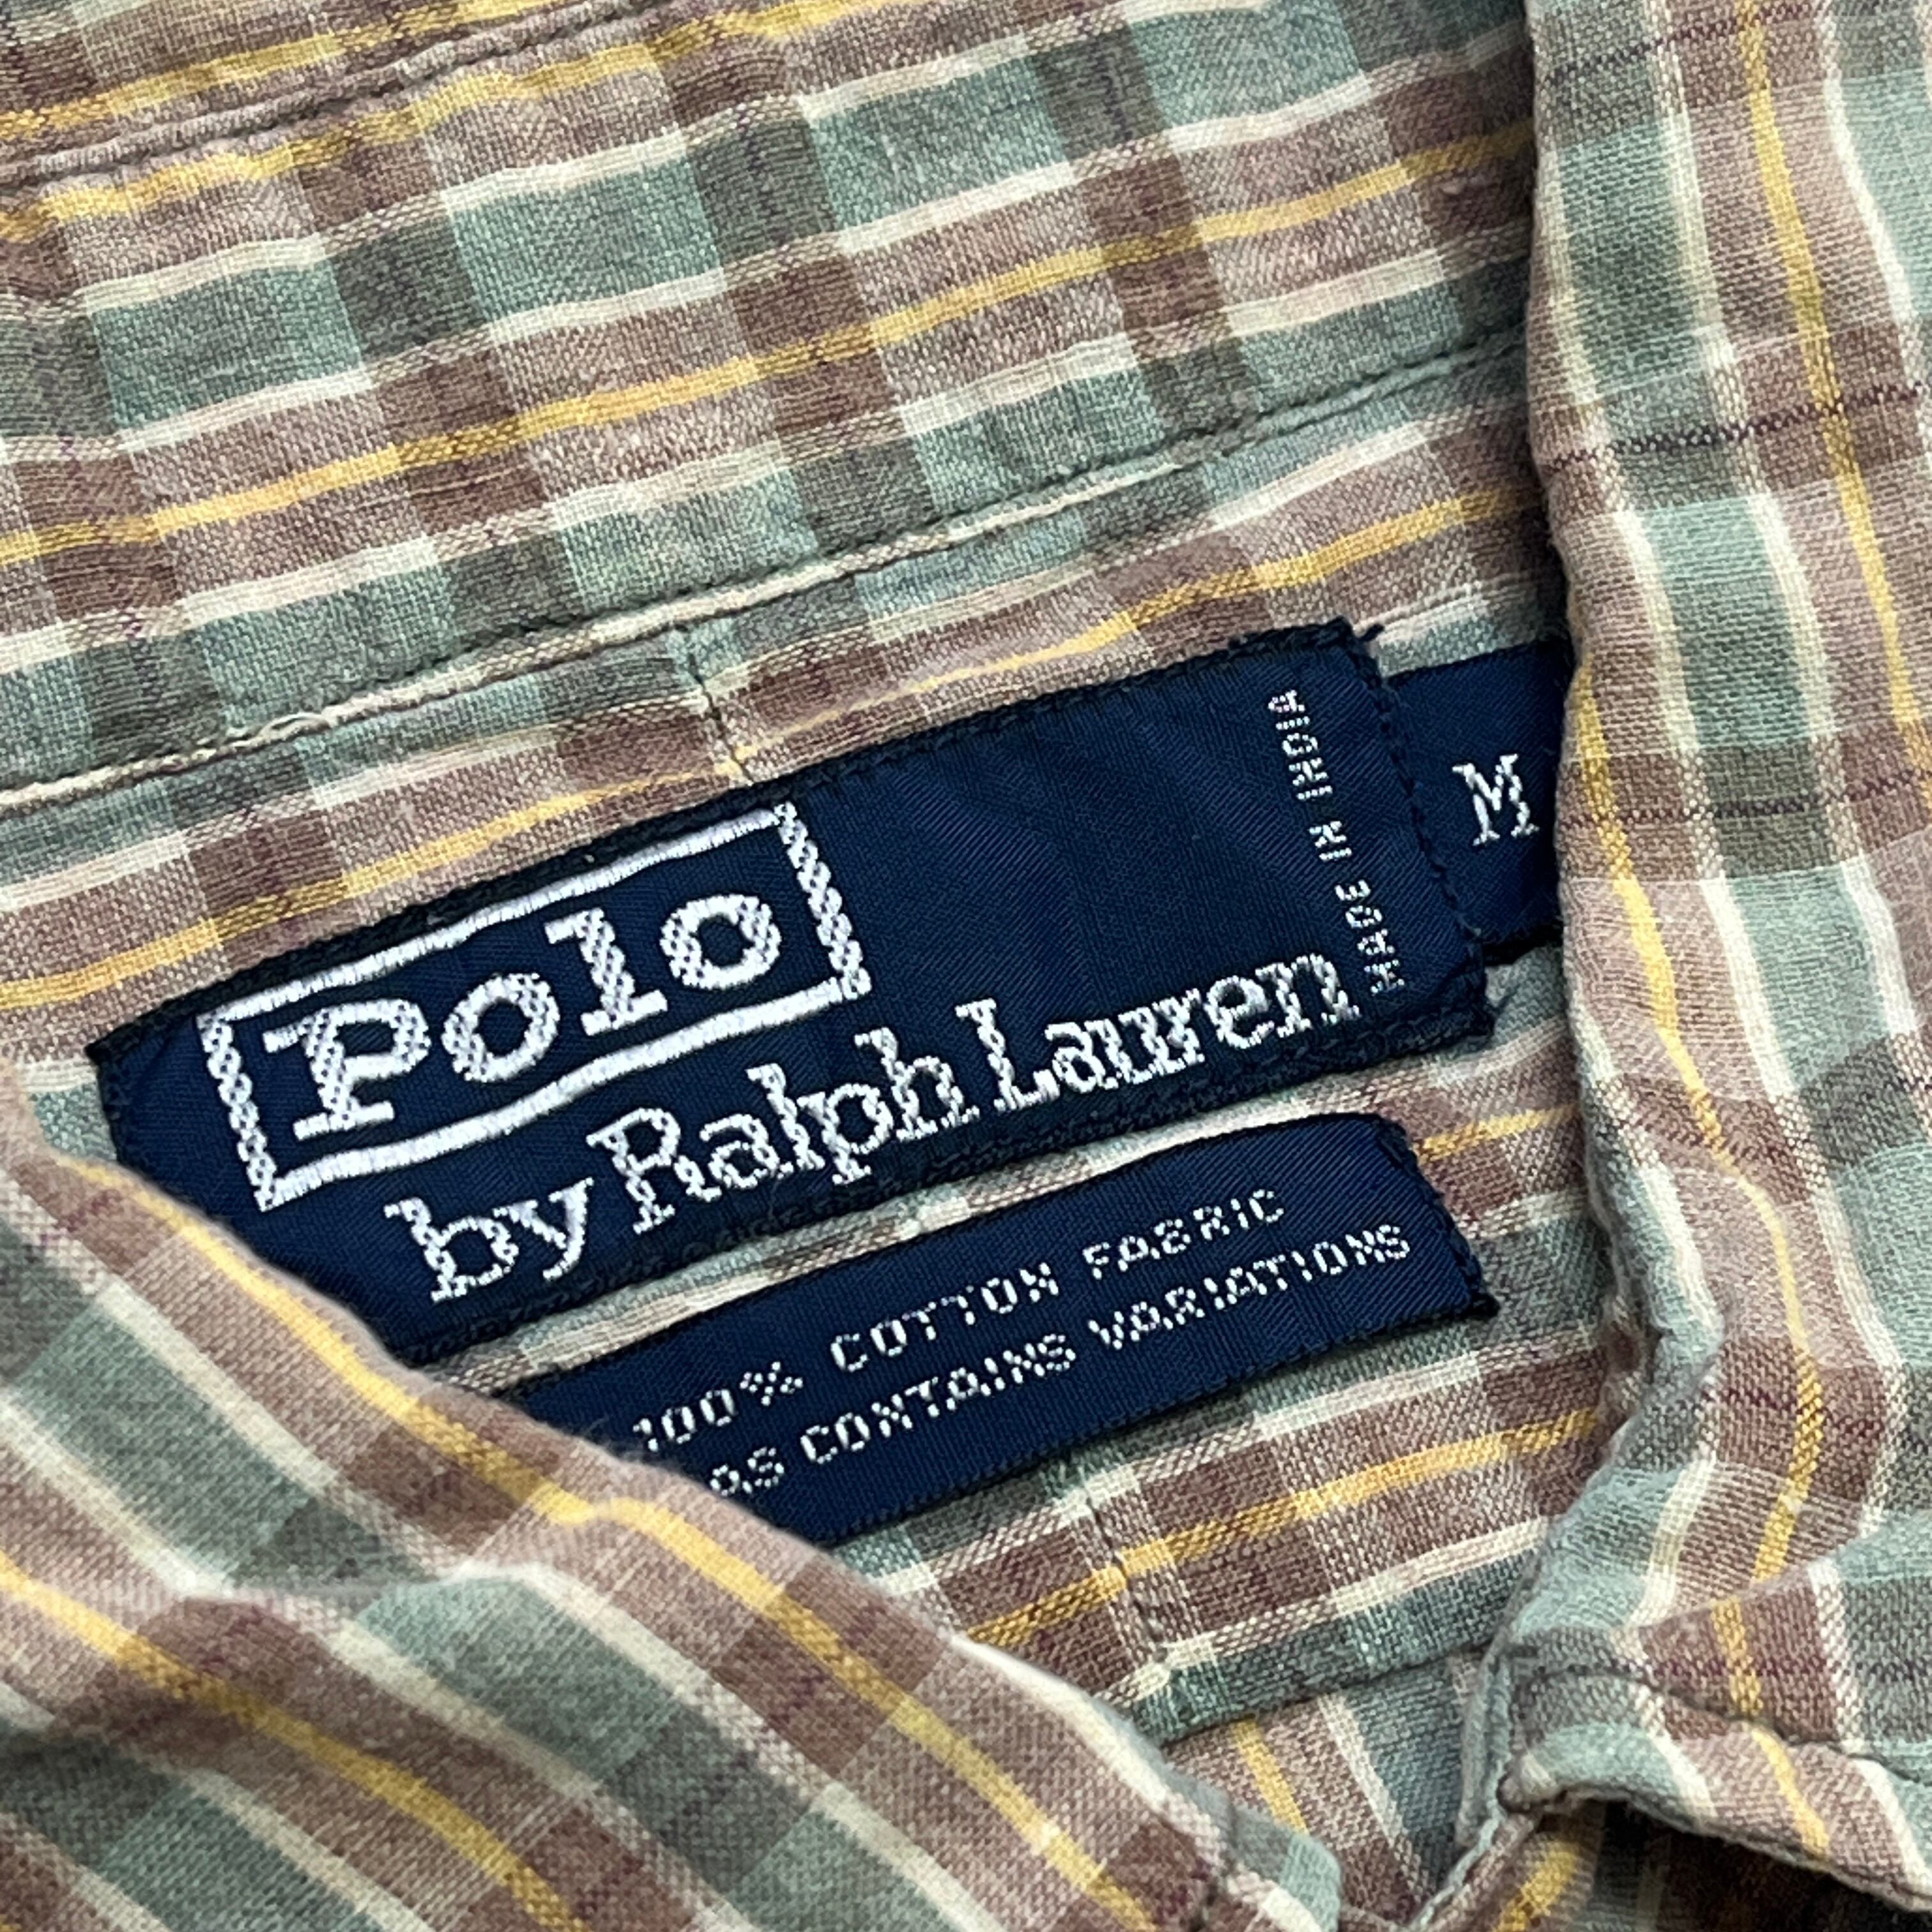 Polo
by Ralph Lauren
MADE IN INDIA
M
100% COTTON FABRIC
CONTAINS VARIATIONS